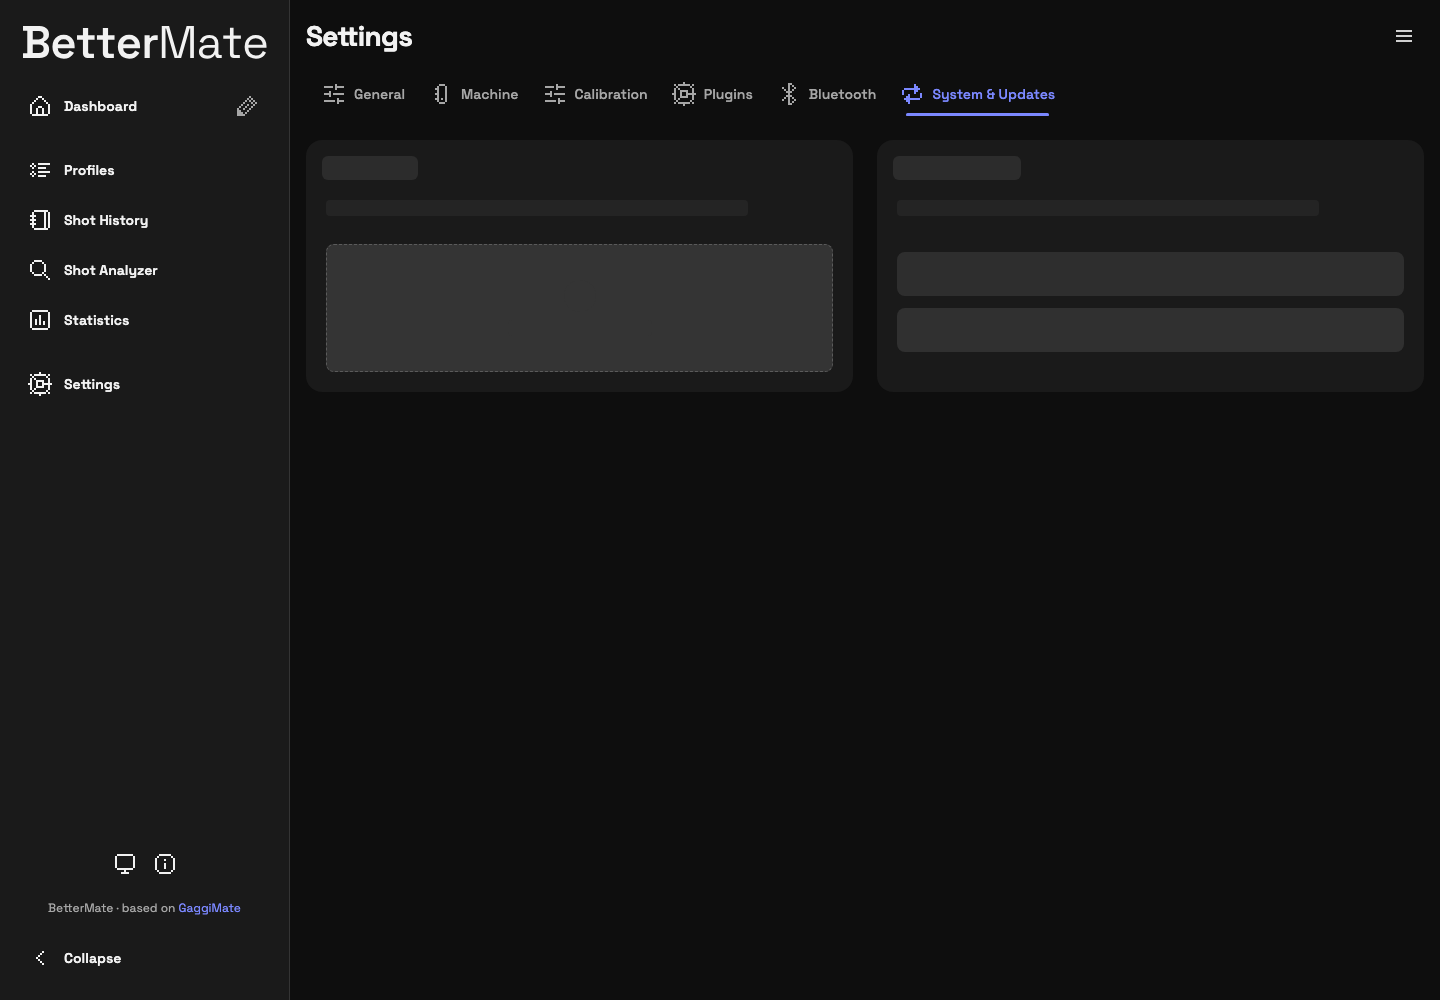 BetterMate
Dashboard
Profiles
Shot History
Shot Analyzer
Statistics
Settings
BetterMate · based on GaggiMate
Collapse
Settings
General
Machine
Calibration
Plugins
Bluetooth
System & Updates